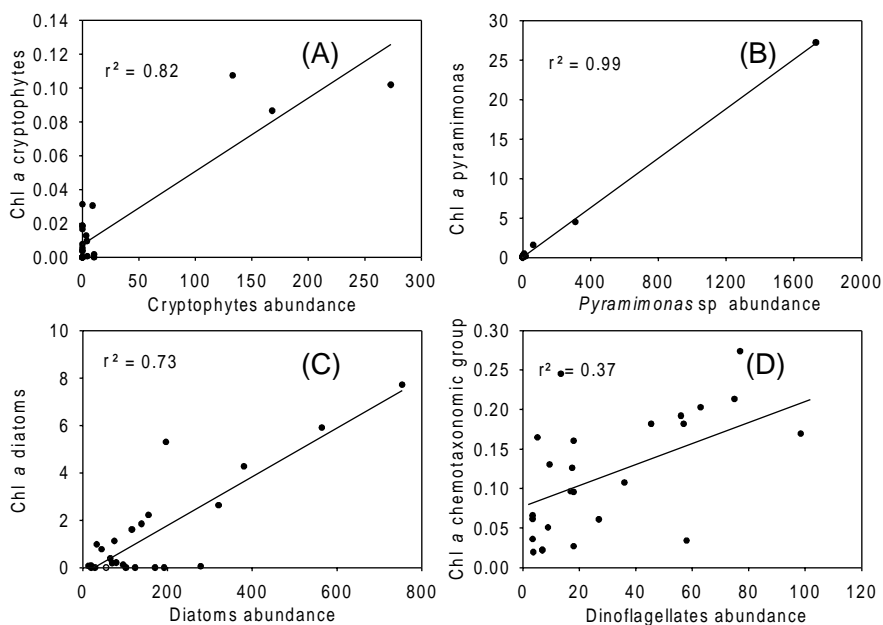 (A)
r² = 0.82
Chl a cryptophytes
0.14
0.12
0.10
0.08
0.06
0.04
0.02
0.00
0 50 100 150 200 250 300
Cryptophytes abundance
(B)
r² = 0.99
Chl a pyramimonas
30
25
20
15
10
5
0
0 400 800 1200 1600 2000
Pyramimonas sp abundance
(C)
r² = 0.73
Chl a diatoms
10
8
6
4
2
0
0 200 400 600 800
Diatoms abundance
(D)
r² = 0.37
Chl a chemotaxonomic group
0.30
0.25
0.20
0.15
0.10
0.05
0.00
0 20 40 60 80 100 120
Dinoflagellates abundance